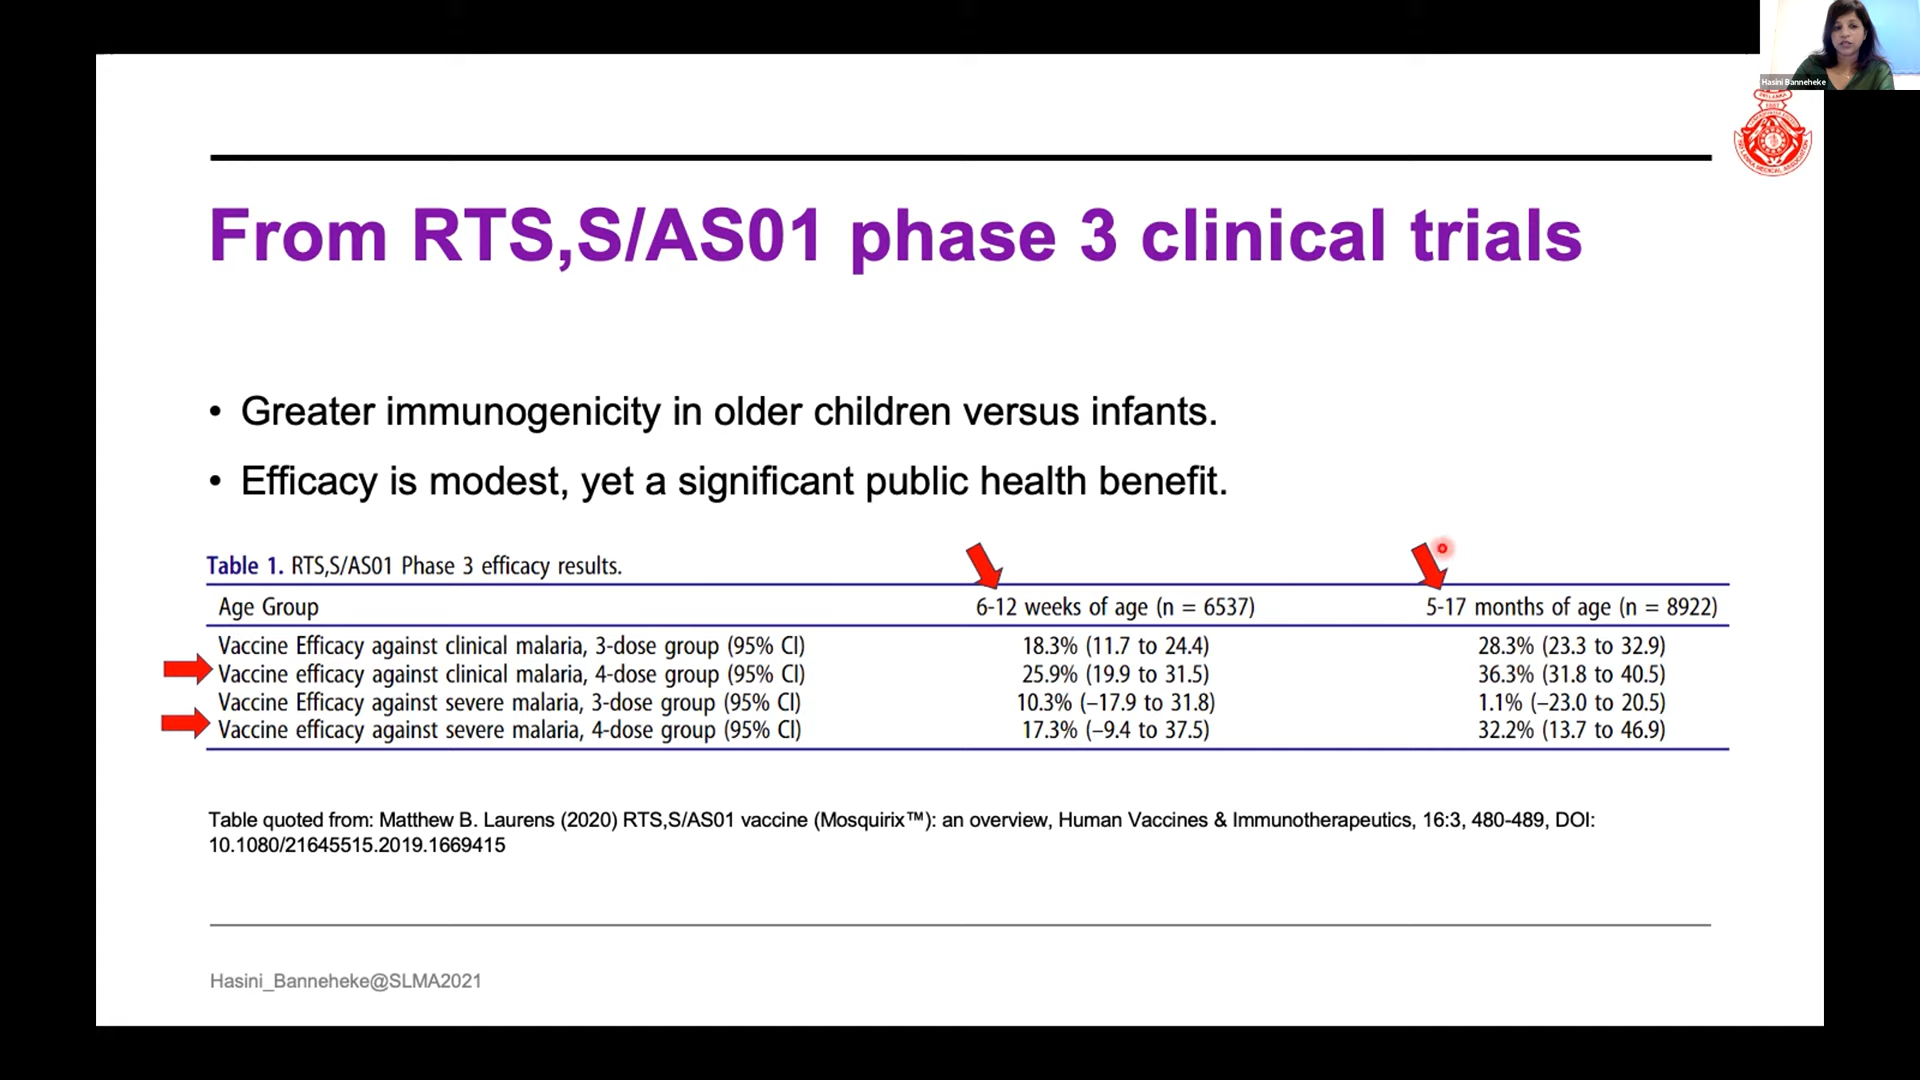 Hasini Banneheke
From RTS,S/AS01 phase 3 clinical trials
• Greater immunogenicity in older children versus infants.
• Efficacy is modest, yet a significant public health benefit.
Table 1. RTS,S/AS01 Phase 3 efficacy results.
Age Group 6-12 weeks of age (n = 6537) 5-17 months of age (n = 8922)
Vaccine Efficacy against clinical malaria, 3-dose group (95% CI) 18.3% (11.7 to 24.4) 28.3% (23.3 to 32.9)
Vaccine efficacy against clinical malaria, 4-dose group (95% CI) 25.9% (19.9 to 31.5) 36.3% (31.8 to 40.5)
Vaccine Efficacy against severe malaria, 3-dose group (95% CI) 10.3% (–17.9 to 31.8) 1.1% (–23.0 to 20.5)
Vaccine efficacy against severe malaria, 4-dose group (95% CI) 17.3% (–9.4 to 37.5) 32.2% (13.7 to 46.9)
Table quoted from: Matthew B. Laurens (2020) RTS,S/AS01 vaccine (Mosquirix™): an overview, Human Vaccines & Immunotherapeutics, 16:3, 480-489, DOI:
10.1080/21645515.2019.1669415
Hasini_Banneheke@SLMA2021